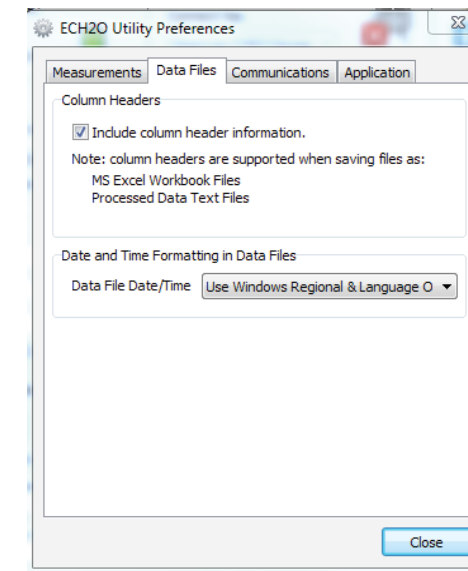 ECH2O Utility Preferences
Measurements Data Files Communications Application
Column Headers
Include column header information.
Note: column headers are supported when saving files as:
MS Excel Workbook Files
Processed Data Text Files
Date and Time Formatting in Data Files
Data File Date/Time Use Windows Regional & Language O
Close